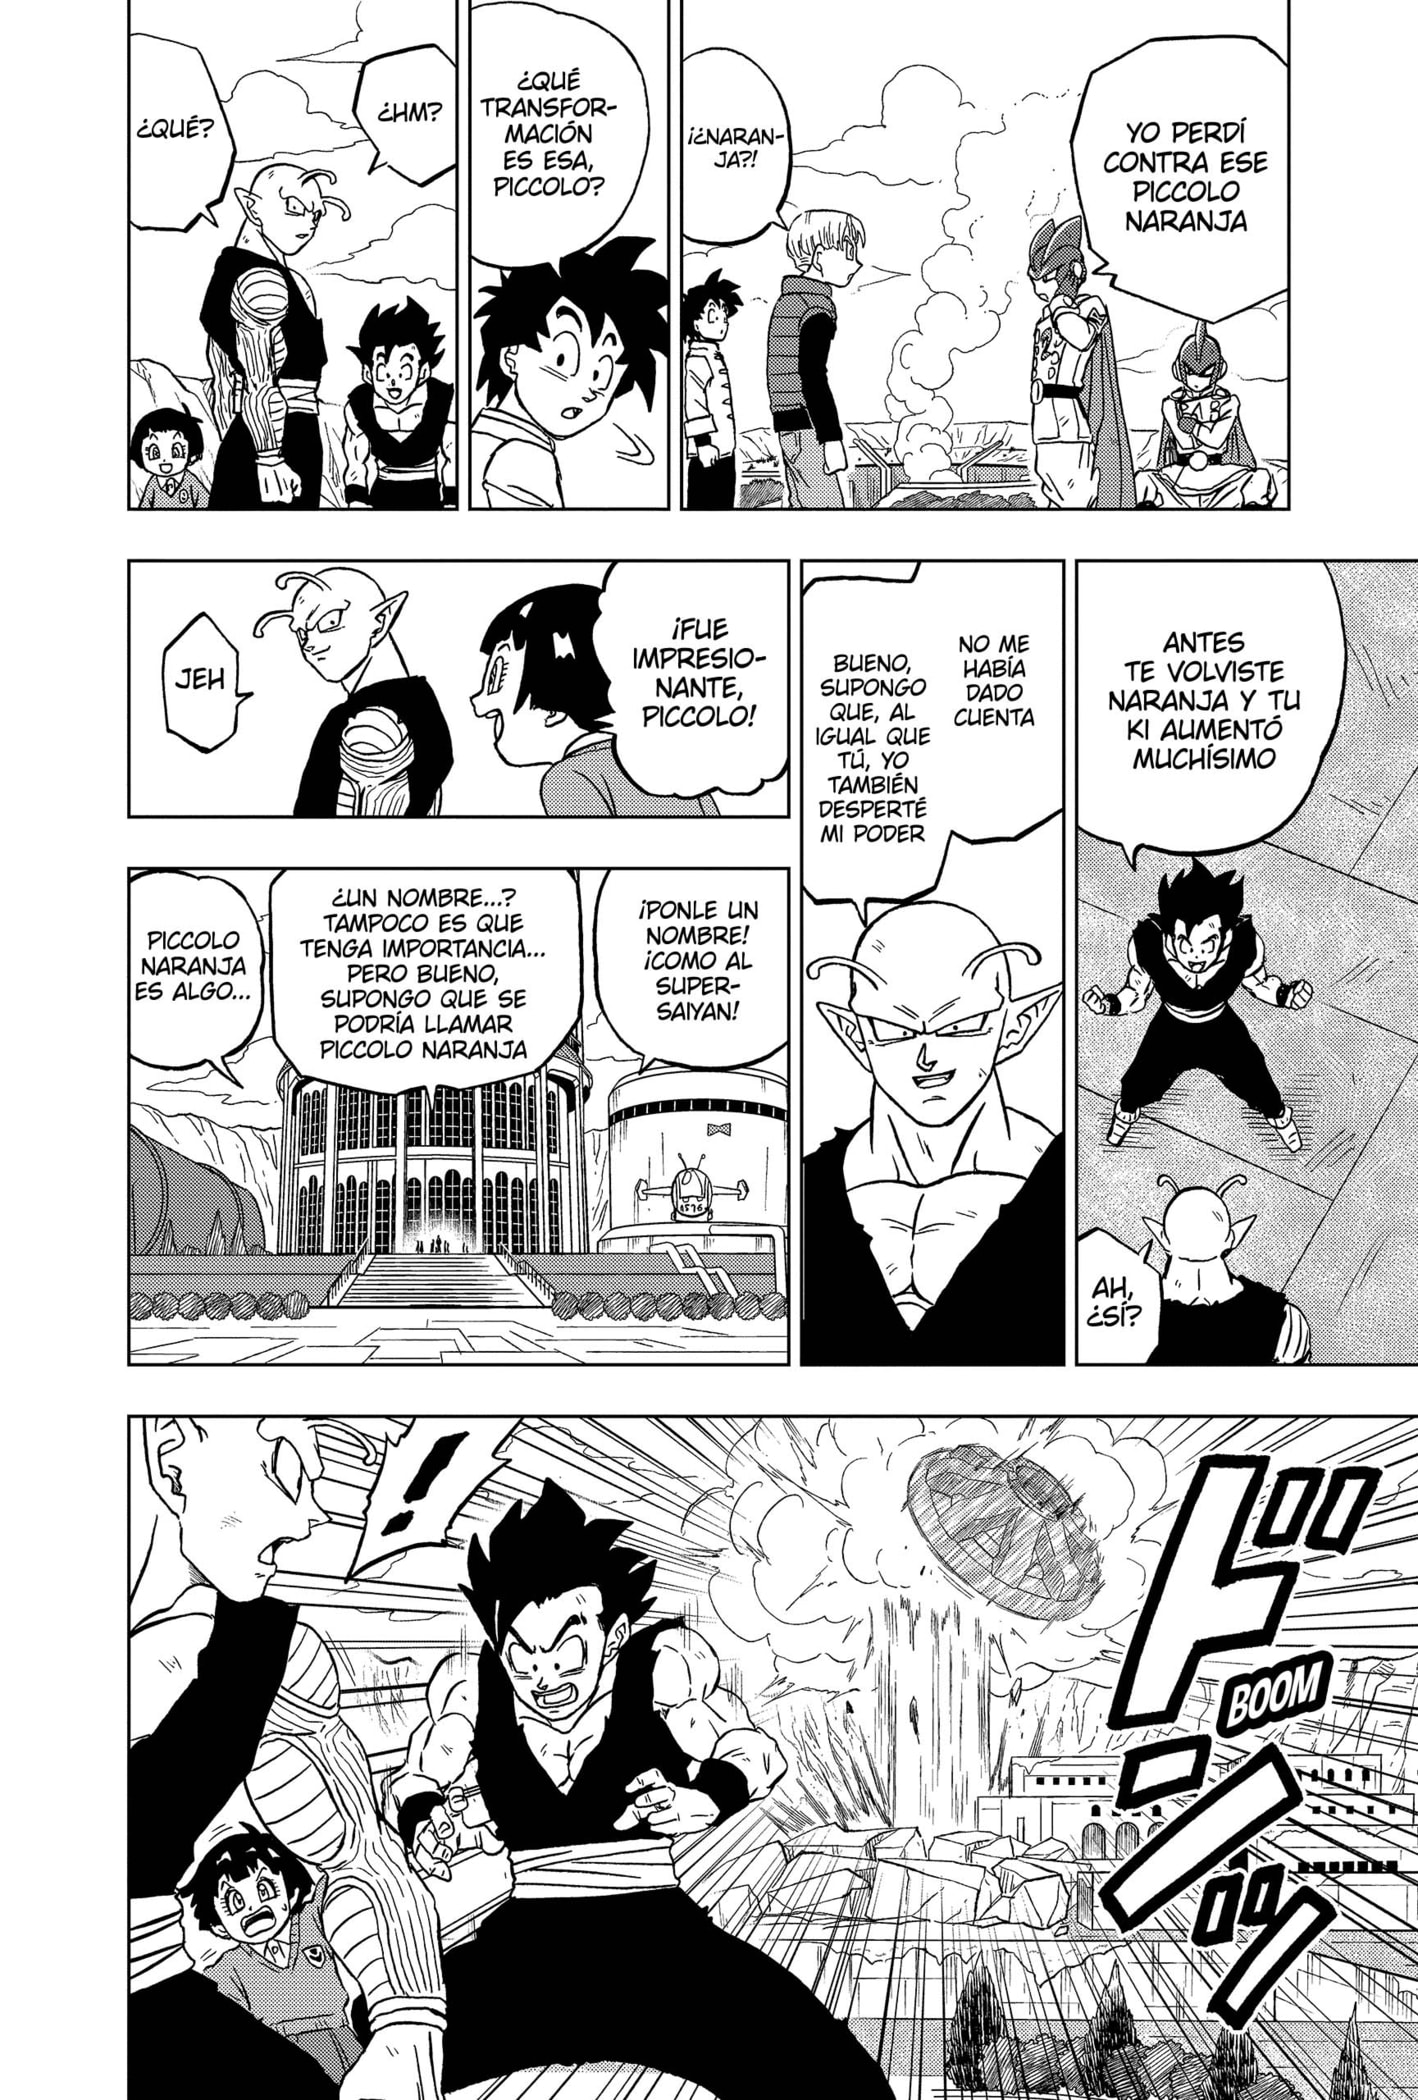 YO PERDÍ
CONTRA ESE
PICCOLO
NARANJA
¡¿NARAN-
JA?!
¿QUÉ
TRANSFOR-
MACIÓN
ES ESA,
PICCOLO?
¿HM?
¿QUÉ?
ANTES
TE VOLVISTE
NARANJA Y TU
KI AUMENTÓ
MUCHÍSIMO
AH,
¿SÍ?
NO ME
HABÍA
DADO
CUENTA
BUENO,
SUPONGO
QUE, AL
IGUAL QUE
TÚ, YO
TAMBIÉN
DESPERTÉ
MI PODER
¡FUE
IMPRESIO-
NANTE,
PICCOLO!
JEH
¡PONLE UN
NOMBRE!
¡COMO AL
SUPER-
SAIYAN!
¿UN NOMBRE...?
TAMPOCO ES QUE
TENGA IMPORTANCIA...
PERO BUENO,
SUPONGO QUE SE
PODRÍA LLAMAR
PICCOLO NARANJA
PICCOLO
NARANJA
ES ALGO...
1576
!
ドドッ
BOOM